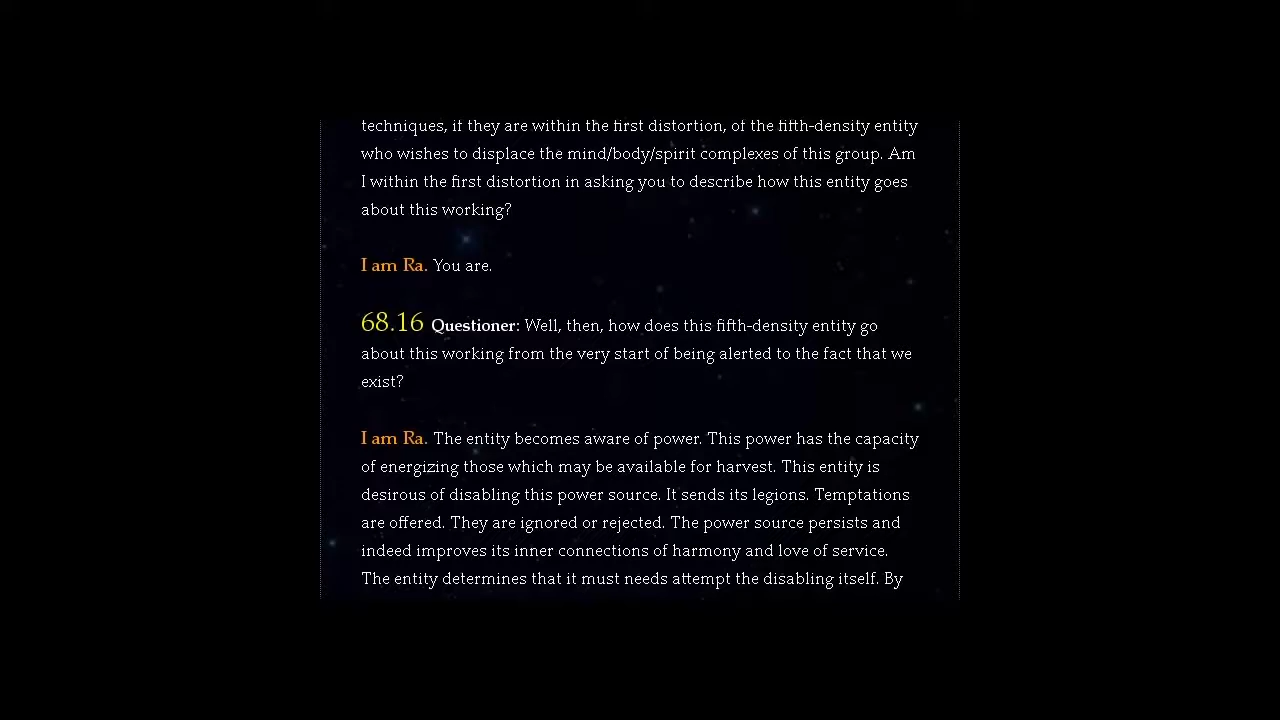 techniques, if they are within the first distortion, of the fifth-density entity
who wishes to displace the mind/body/spirit complexes of this group. Am
I within the first distortion in asking you to describe how this entity goes
about this working?
I am Ra. You are.
68.16 Questioner: Well, then, how does this fifth-density entity go
about this working from the very start of being alerted to the fact that we
exist?
I am Ra. The entity becomes aware of power. This power has the capacity
of energizing those which may be available for harvest. This entity is
desirous of disabling this power source. It sends its legions. Temptations
are offered. They are ignored or rejected. The power source persists and
indeed improves its inner connections of harmony and love of service.
The entity determines that it must needs attempt the disabling itself. By